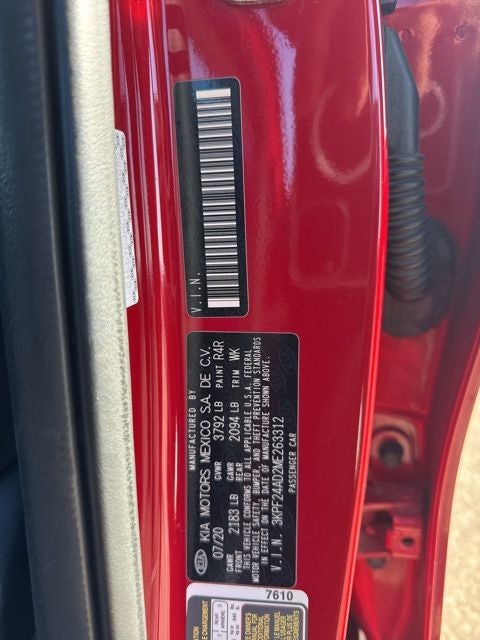 V.I.N.
MANUFACTURED BY
KIA KIA MOTORS MEXICO S.A. DE C.V.
07/20 GVWR 3792 LB PAINT R4R
GAWR FRONT 2183 LB GAWR REAR 2094 LB TRIM WK
THIS VEHICLE CONFORMS TO ALL APPLICABLE U.S.A. FEDERAL
MOTOR VEHICLE SAFETY, BUMPER, AND THEFT PREVENTION STANDARDS
IN EFFECT ON THE DATE OF MANUFACTURE SHOWN ABOVE.
V.I.N. 3KPF24AD2ME263312
PASSENGER CAR
7610